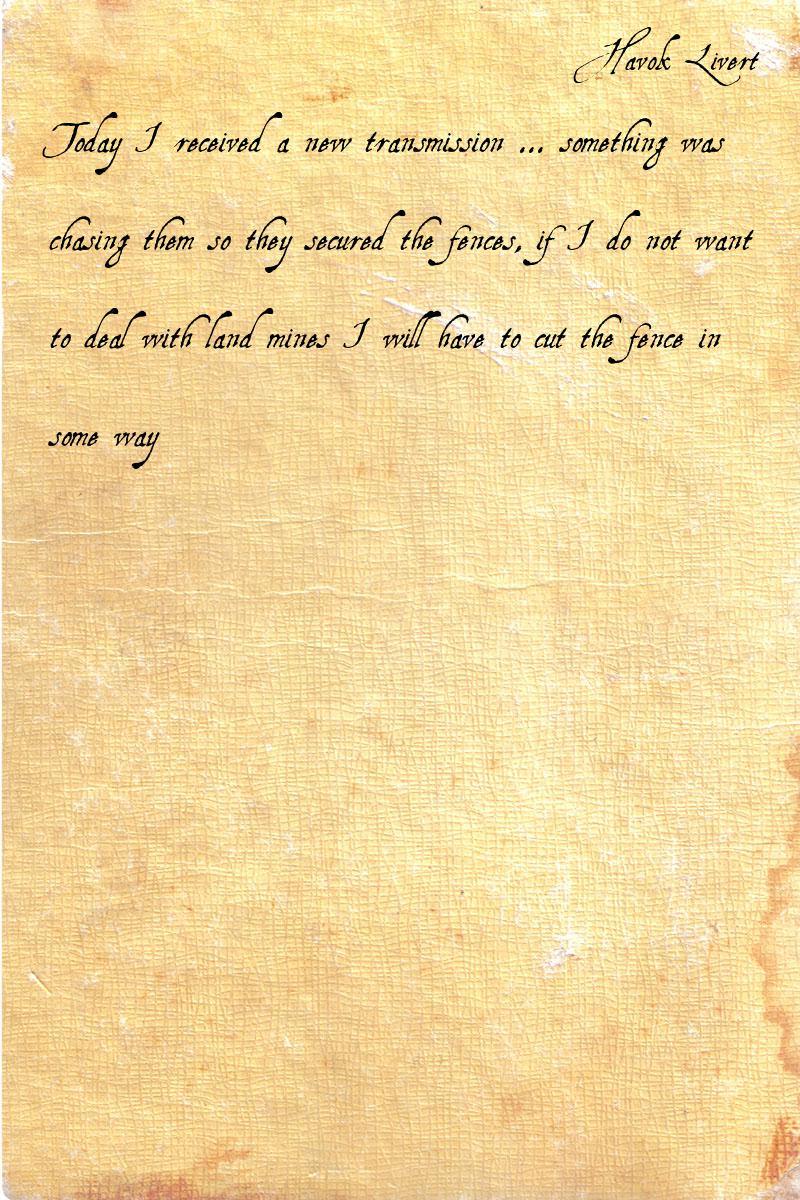 Havok Livert
Today I received a new transmission ... something was
chasing them so they secured the fences, if I do not want
to deal with land mines I will have to cut the fence in
some way